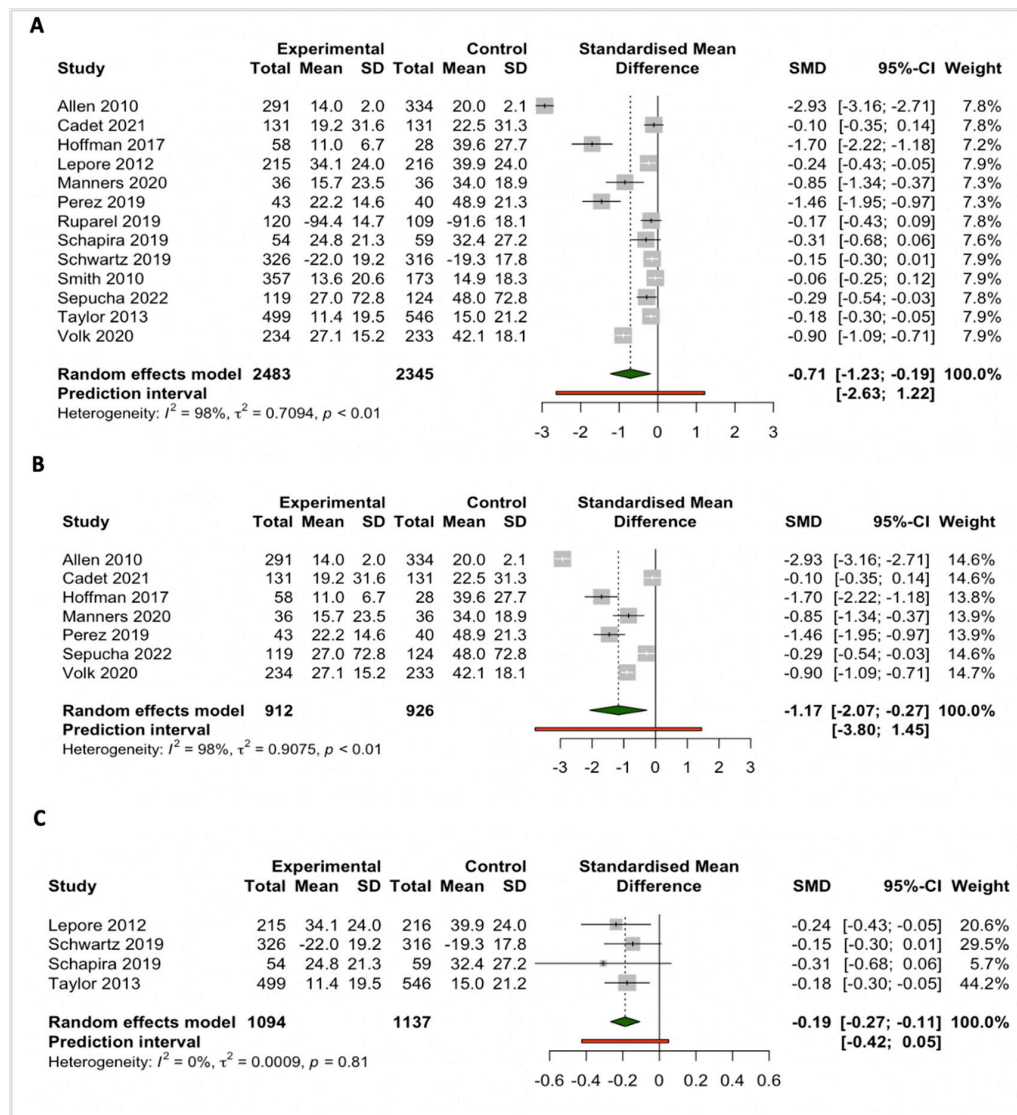 A
Experimental Control Standardised Mean
Study Total Mean SD Total Mean SD Difference SMD 95%-CI Weight
Allen 2010 291 14.0 2.0 334 20.0 2.1 -2.93 [-3.16; -2.71] 7.8%
Cadet 2021 131 19.2 31.6 131 22.5 31.3 -0.10 [-0.35; 0.14] 7.8%
Hoffman 2017 58 11.0 6.7 28 39.6 27.7 -1.70 [-2.22; -1.18] 7.2%
Lepore 2012 215 34.1 24.0 216 39.9 24.0 -0.24 [-0.43; -0.05] 7.9%
Manners 2020 36 15.7 23.5 36 34.0 18.9 -0.85 [-1.34; -0.37] 7.3%
Perez 2019 43 22.2 14.6 40 48.9 21.3 -1.46 [-1.95; -0.97] 7.3%
Ruparel 2019 120 -94.4 14.7 109 -91.6 18.1 -0.17 [-0.43; 0.09] 7.8%
Schapira 2019 54 24.8 21.3 59 32.4 27.2 -0.31 [-0.68; 0.06] 7.6%
Schwartz 2019 326 -22.0 19.2 316 -19.3 17.8 -0.15 [-0.30; 0.01] 7.9%
Smith 2010 357 13.6 20.6 173 14.9 18.3 -0.06 [-0.25; 0.12] 7.9%
Sepucha 2022 119 27.0 72.8 124 48.0 72.8 -0.29 [-0.54; -0.03] 7.8%
Taylor 2013 499 11.4 19.5 546 15.0 21.2 -0.18 [-0.30; -0.05] 7.9%
Volk 2020 234 27.1 15.2 233 42.1 18.1 -0.90 [-1.09; -0.71] 7.9%
Random effects model 2483 2345 -0.71 [-1.23; -0.19] 100.0%
Prediction interval [-2.63; 1.22]
Heterogeneity: I² = 98%, τ² = 0.7094, p < 0.01
-3 -2 -1 0 1 2 3
B
Experimental Control Standardised Mean
Study Total Mean SD Total Mean SD Difference SMD 95%-CI Weight
Allen 2010 291 14.0 2.0 334 20.0 2.1 -2.93 [-3.16; -2.71] 14.6%
Cadet 2021 131 19.2 31.6 131 22.5 31.3 -0.10 [-0.35; 0.14] 14.6%
Hoffman 2017 58 11.0 6.7 28 39.6 27.7 -1.70 [-2.22; -1.18] 13.8%
Manners 2020 36 15.7 23.5 36 34.0 18.9 -0.85 [-1.34; -0.37] 13.9%
Perez 2019 43 22.2 14.6 40 48.9 21.3 -1.46 [-1.95; -0.97] 13.9%
Sepucha 2022 119 27.0 72.8 124 48.0 72.8 -0.29 [-0.54; -0.03] 14.6%
Volk 2020 234 27.1 15.2 233 42.1 18.1 -0.90 [-1.09; -0.71] 14.7%
Random effects model 912 926 -1.17 [-2.07; -0.27] 100.0%
Prediction interval [-3.80; 1.45]
Heterogeneity: I² = 98%, τ² = 0.9075, p < 0.01
-3 -2 -1 0 1 2 3
C
Experimental Control Standardised Mean
Study Total Mean SD Total Mean SD Difference SMD 95%-CI Weight
Lepore 2012 215 34.1 24.0 216 39.9 24.0 -0.24 [-0.43; -0.05] 20.6%
Schwartz 2019 326 -22.0 19.2 316 -19.3 17.8 -0.15 [-0.30; 0.01] 29.5%
Schapira 2019 54 24.8 21.3 59 32.4 27.2 -0.31 [-0.68; 0.06] 5.7%
Taylor 2013 499 11.4 19.5 546 15.0 21.2 -0.18 [-0.30; -0.05] 44.2%
Random effects model 1094 1137 -0.19 [-0.27; -0.11] 100.0%
Prediction interval [-0.42; 0.05]
Heterogeneity: I² = 0%, τ² = 0.0009, p = 0.81
-0.6 -0.4 -0.2 0 0.2 0.4 0.6